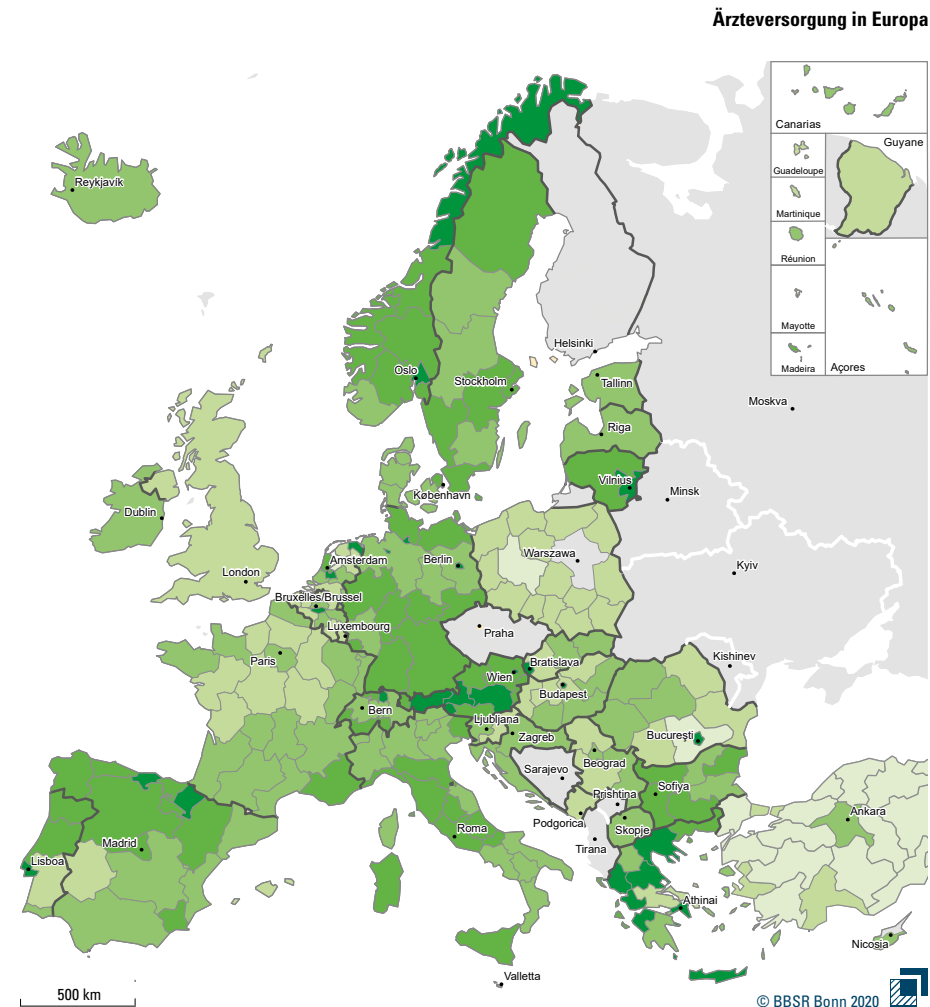 Ärzteversorgung in Europa
Canarias
Guyane
Guadeloupe
Martinique
Réunion
Mayotte
Madeira
Açores
Reykjavík
Helsinki
Oslo
Stockholm
Tallinn
Moskva
Riga
Vilnius
Minsk
København
Dublin
London
Amsterdam
Berlin
Warszawa
Kyiv
Bruxelles/Brussel
Luxembourg
Praha
Paris
Kishinev
Bratislava
Wien
Budapest
Bern
Ljubljana
Zagreb
București
Beograd
Sarajevo
Prishtina
Sofiya
Podgorica
Skopje
Ankara
Roma
Tirana
Madrid
Lisboa
Athinai
Nicosia
Valletta
500 km
© BBSR Bonn 2020